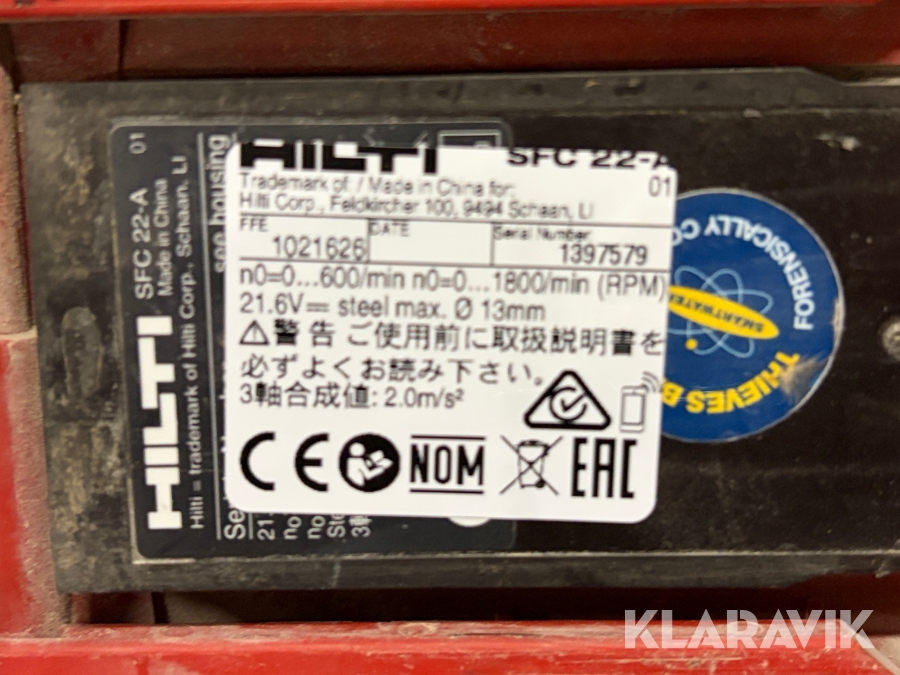 HILTI SFC 22-A
Trademark of: / Made in China for: 01
Hilti Corp., Feldkircher 100, 9494 Schaan, LI
FFE DATE Serial Number
1021626 1397579
n0=0...600/min n0=0...1800/min (RPM)
21.6V⎓ steel max. Ø 13mm
⚠警告 ご使用前に取扱説明書を
必ずよくお読み下さい。
3軸合成値: 2.0m/s²
CE NOM EAC
HILTI SFC 22-A 01
Made in China
Hilti = trademark of Hilti Corp., Schaan, LI
see housing
FORENSICALLY
SMARTWATER
THIEVES
KLARAVIK